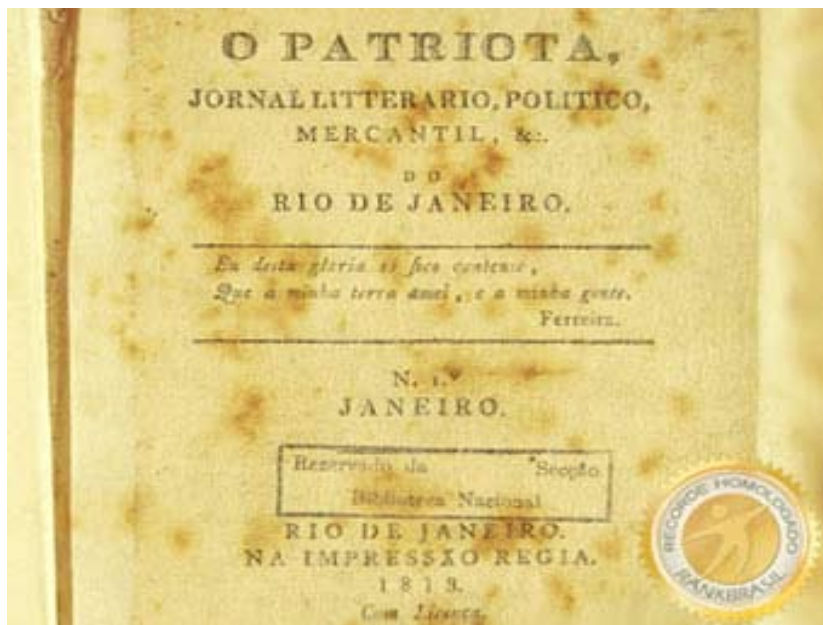 O PATRIOTA,
JORNAL LITTERARIO, POLITICO,
MERCANTIL, &c.
DO
RIO DE JANEIRO.
Eu desta gloria só fico contente,
Que a minha terra amei, e a minha gente.
Ferreira.
N. 1.º
JANEIRO.
Reservado da Secção
Biblioteca Nacional
RIO DE JANEIRO.
NA IMPRESSÃO REGIA.
1813.
Com Licença.
RECORDE HOMOLOGADO
RANKBRASIL